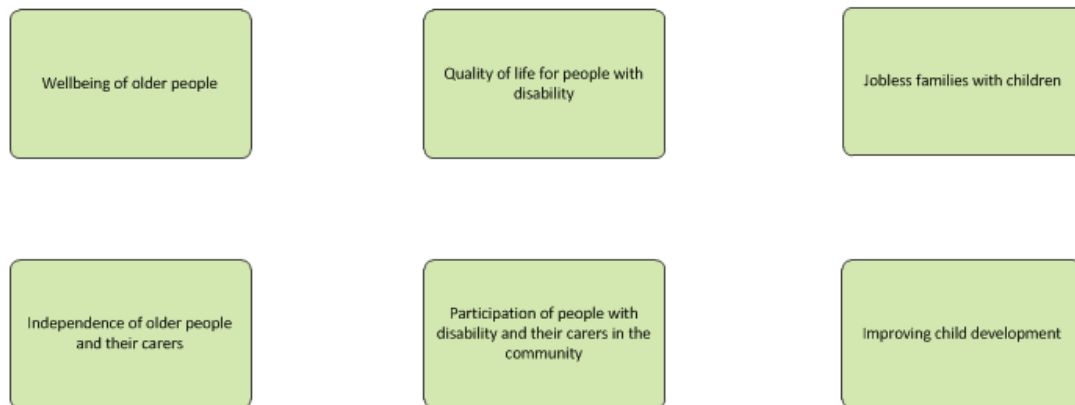 Wellbeing of older people
Quality of life for people with
disability
Jobless families with children
Independence of older people
and their carers
Participation of people with
disability and their carers in the
community
Improving child development